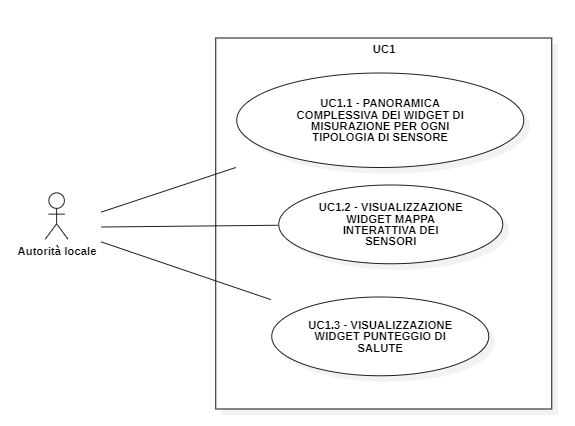 UC1
UC1.1 - PANORAMICA
COMPLESSIVA DEI WIDGET DI
MISURAZIONE PER OGNI
TIPOLOGIA DI SENSORE
UC1.2 - VISUALIZZAZIONE
WIDGET MAPPA
INTERATTIVA DEI
SENSORI
Autorità locale
UC1.3 - VISUALIZZAZIONE
WIDGET PUNTEGGIO DI
SALUTE